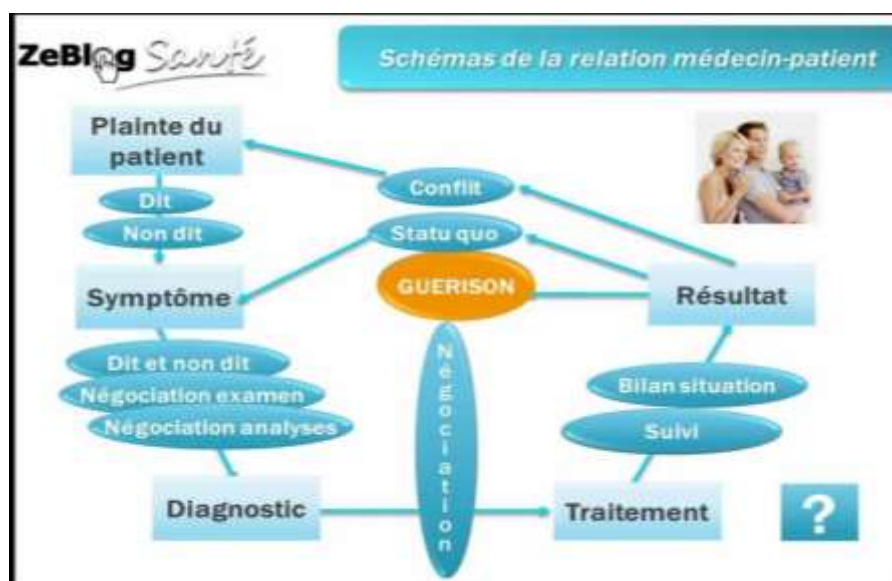 ZeBlog Santé
Schémas de la relation médecin-patient
Plainte du
patient
Dit
Non dit
Symptôme
Dit et non dit
Négociation examen
Négociation analyses
Diagnostic
Conflit
Statu quo
GUERISON
Négociation
Traitement
Suivi
Bilan situation
Résultat
?